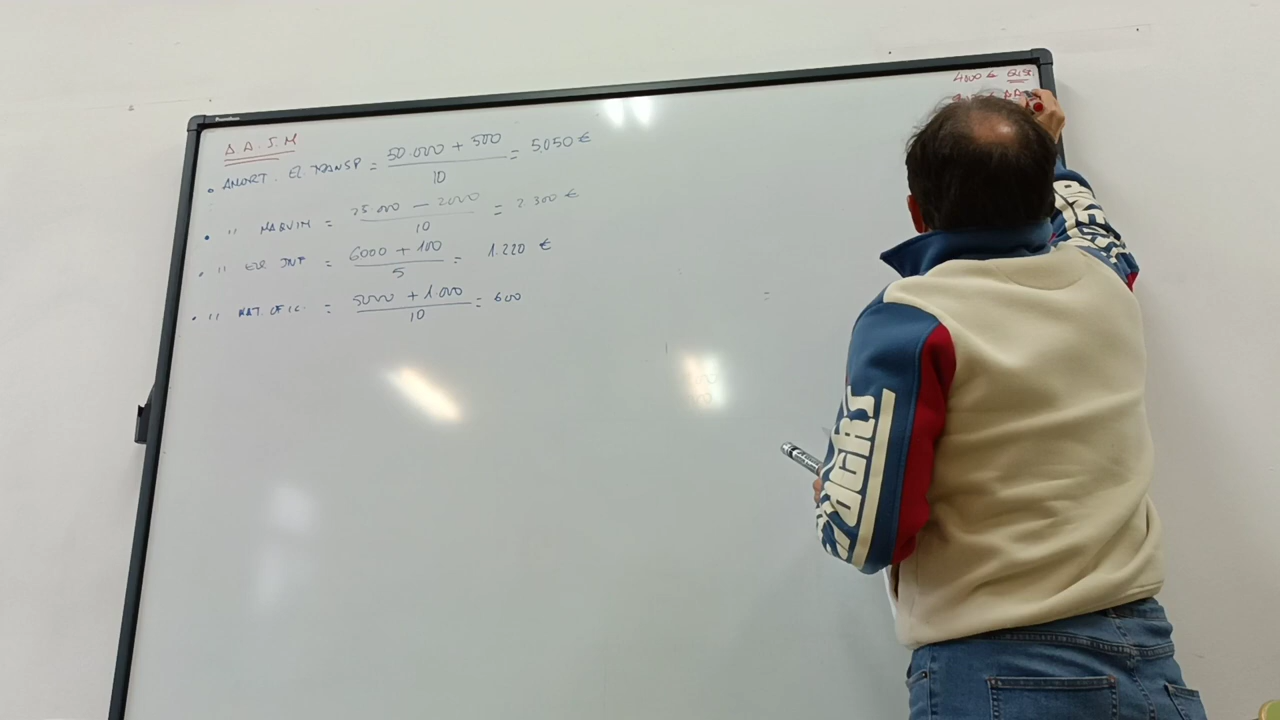 A. A. S. M
• AMORT. EL. TRANSP = 50.000 + 500 / 10 = 5.050 €
• " MAQUIN = 25.000 - 2000 / 10 = 2.300 €
• " EQ INF = 6000 + 100 / 5 = 1.220 €
• " MAT. OFIC. = 5000 + 1.000 / 10 = 600
4000 €